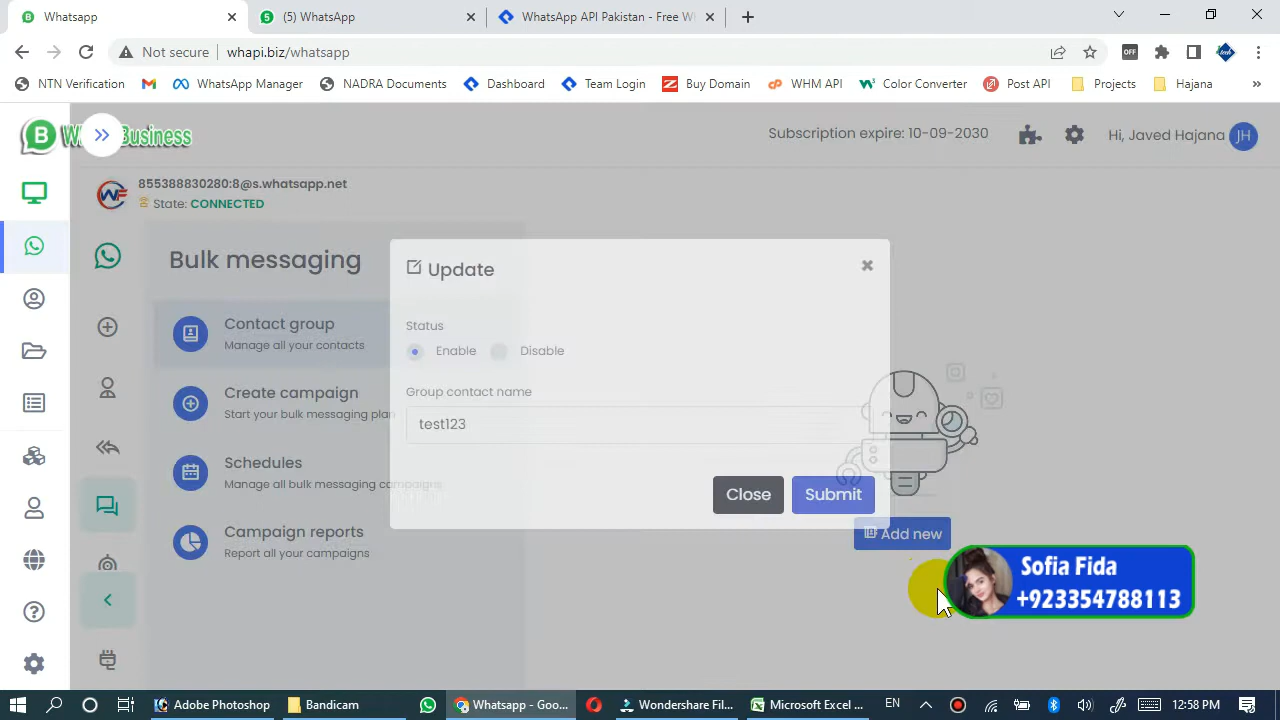 Whatsapp
(5) WhatsApp
WhatsApp API Pakistan - Free W
Not secure
whapi.biz/whatsapp
OFF
NTN Verification
WhatsApp Manager
NADRA Documents
Dashboard
Team Login
Buy Domain
WHM API
Color Converter
Post API
Projects
Hajana
Business
Subscription expire: 10-09-2030
Hi, Javed Hajana
JH
855388830280:8@s.whatsapp.net
State: CONNECTED
Bulk messaging
Contact group
Manage all your contacts
Create campaign
Start your bulk messaging plan
Schedules
Manage all bulk messaging campaigns
Campaign reports
Report all your campaigns
Update
Status
Enable
Disable
Group contact name
test123
Close
Submit
Add new
Sofia Fida
+923354788113
Adobe Photoshop
Bandicam
Whatsapp - Goo...
Wondershare Fil...
Microsoft Excel ...
EN
12:58 PM